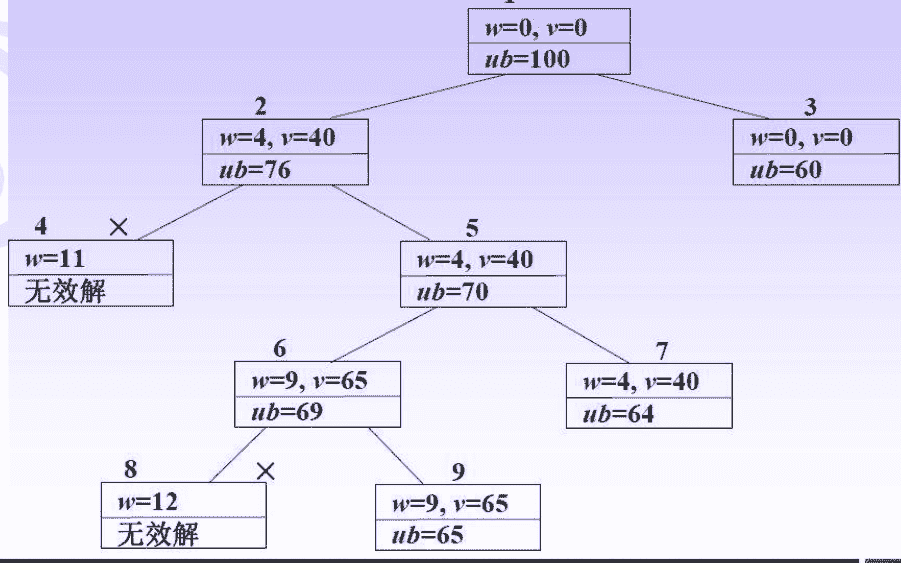 1
w=0, v=0
ub=100
2
3
w=4, v=40
ub=76
w=0, v=0
ub=60
4
×
5
w=11
无效解
w=4, v=40
ub=70
6
7
w=9, v=65
ub=69
w=4, v=40
ub=64
8
×
9
w=12
无效解
w=9, v=65
ub=65